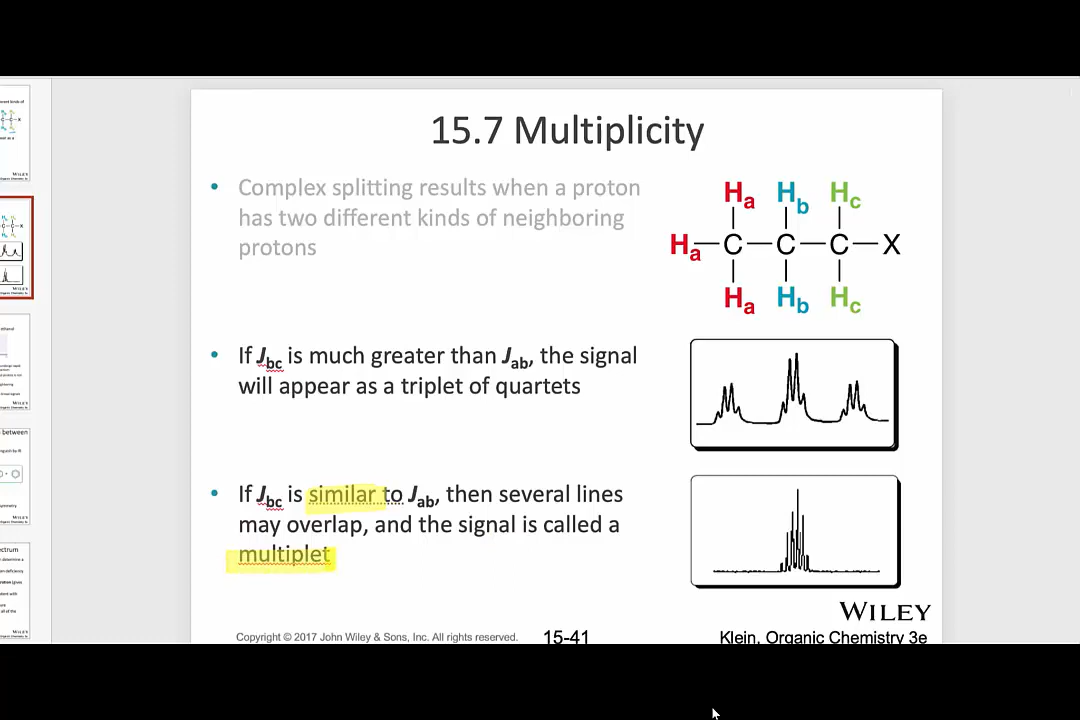 15.7 Multiplicity
• Complex splitting results when a proton
has two different kinds of neighboring
protons
Ha Hb Hc
Ha—C—C—C—X
Ha Hb Hc
• If Jbc is much greater than Jab, the signal
will appear as a triplet of quartets
• If Jbc is similar to Jab, then several lines
may overlap, and the signal is called a
multiplet
WILEY
Copyright © 2017 John Wiley & Sons, Inc. All rights reserved.
15-41
Klein, Organic Chemistry 3e